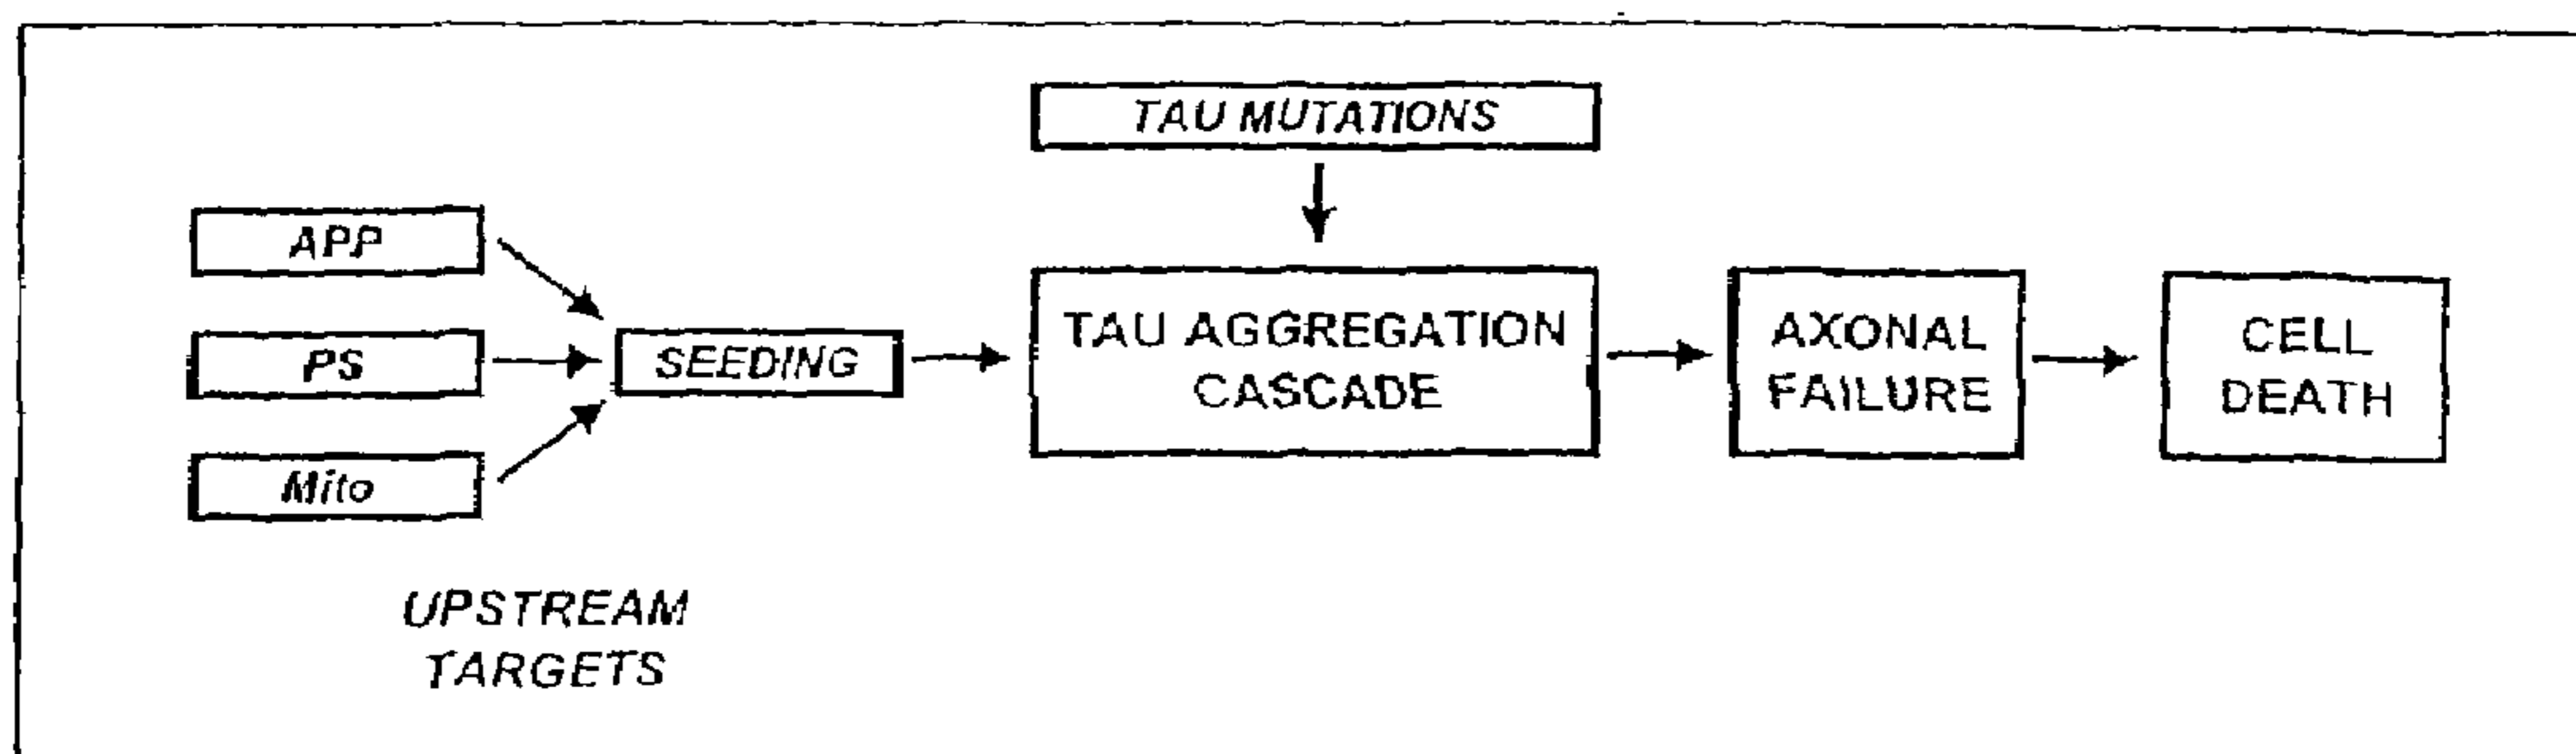 TAU MUTATIONS
APP
PS
Mito
SEEDING
TAU AGGREGATION
CASCADE
AXONAL
FAILURE
CELL
DEATH
UPSTREAM
TARGETS